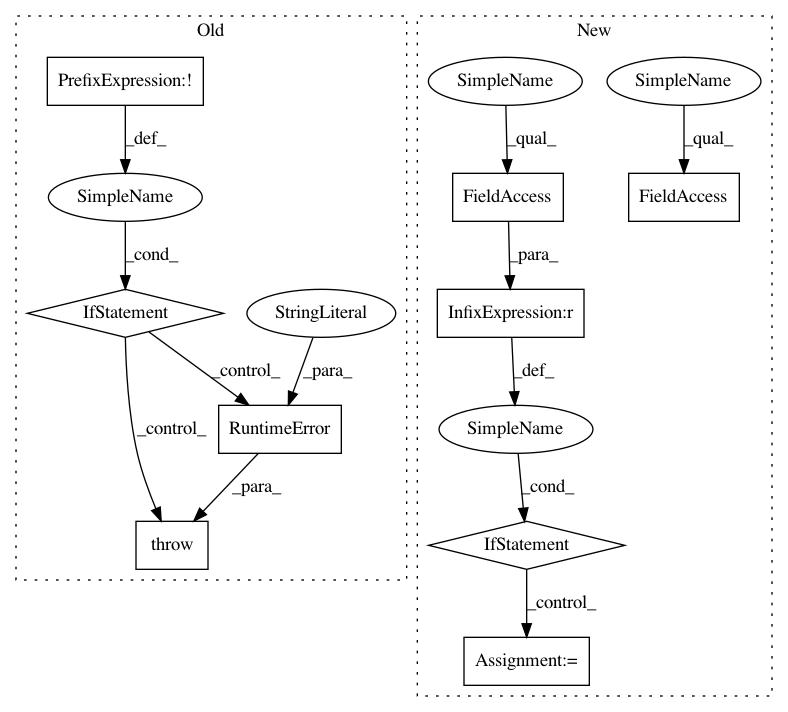 Old
New
PrefixExpression:!
SimpleName
SimpleName
_def_
_qual_
_qual_
SimpleName
FieldAccess
FieldAccess
_cond_
_para_
IfStatement
StringLiteral
InfixExpression:r
_control_
_para_
_def_
_control_
RuntimeError
SimpleName
_para_
_cond_
throw
IfStatement
_control_
Assignment:=